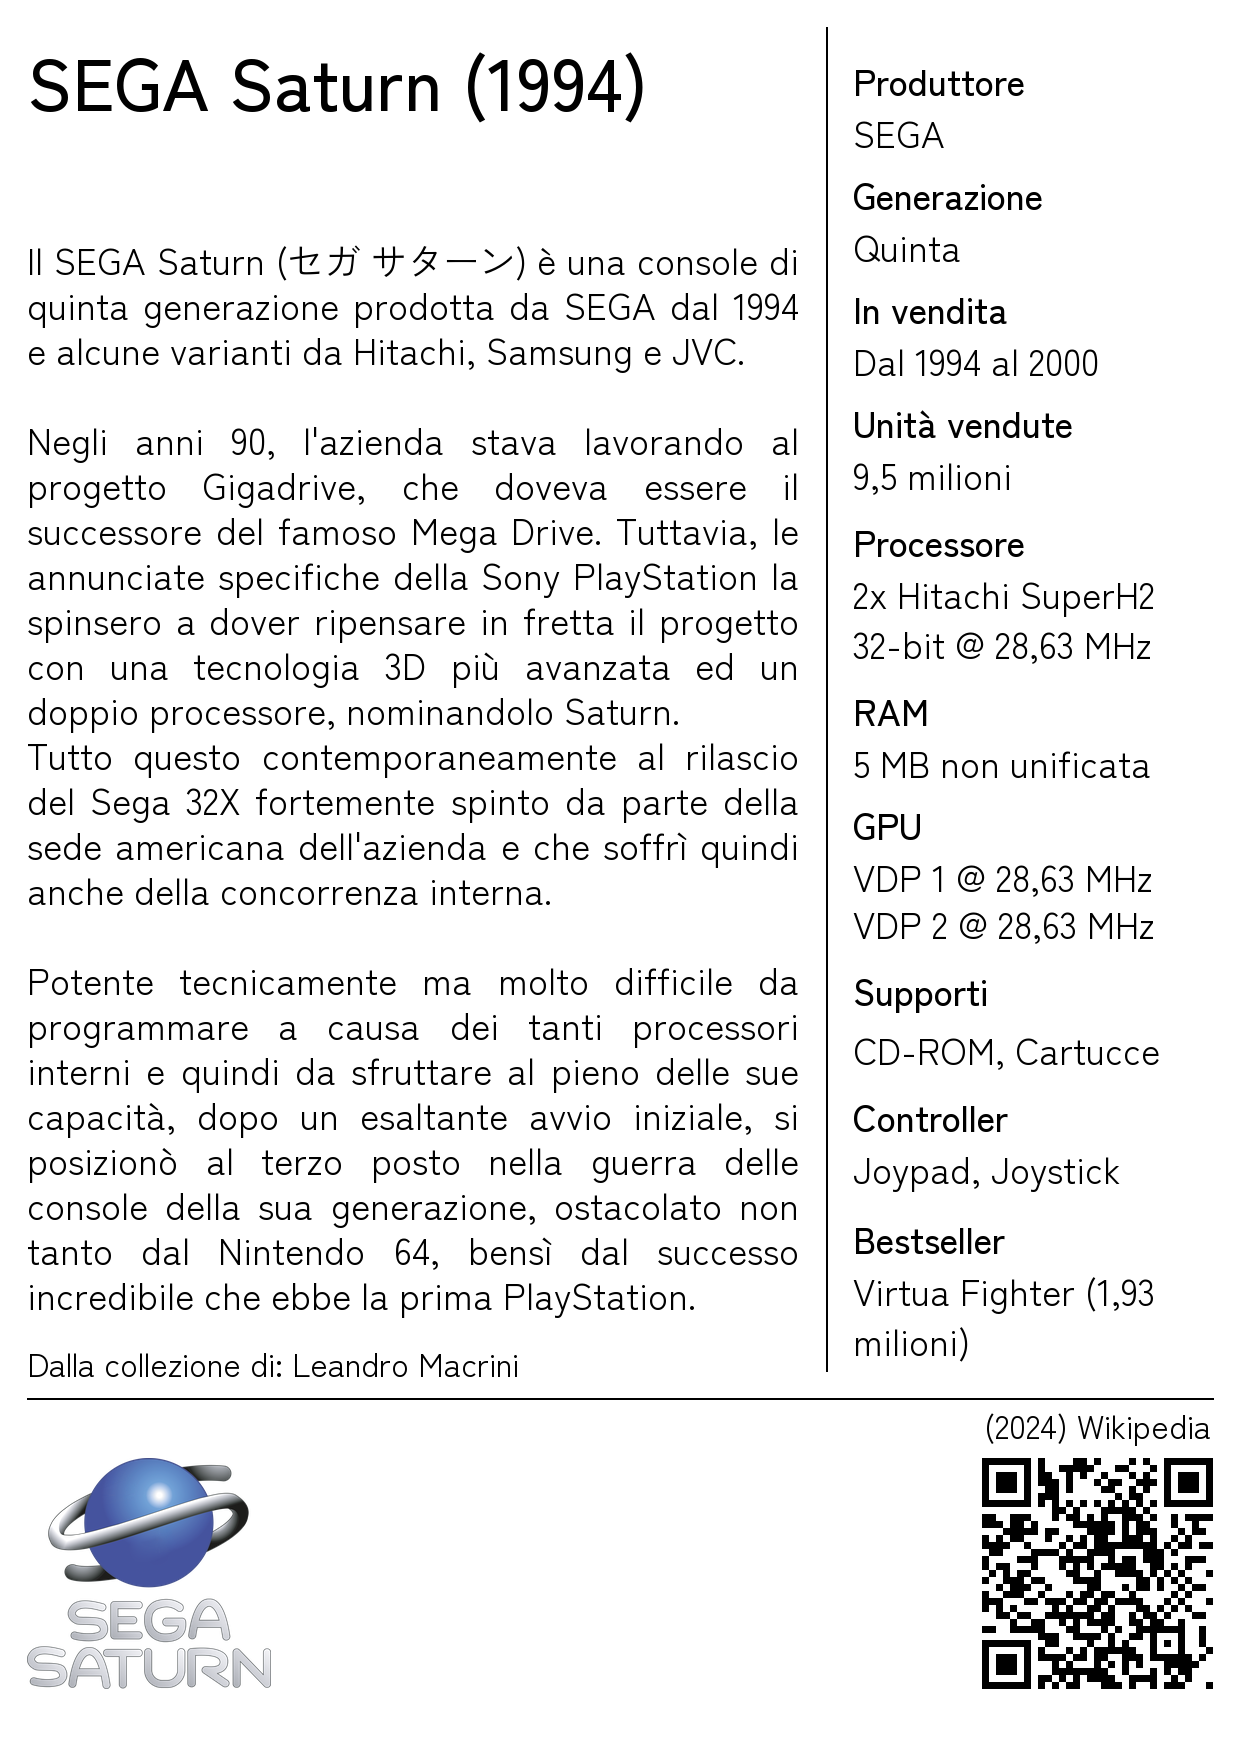 SEGA Saturn (1994)
Il SEGA Saturn (セガ サターン) è una console di
quinta generazione prodotta da SEGA dal 1994
e alcune varianti da Hitachi, Samsung e JVC.
Negli anni 90, l'azienda stava lavorando al
progetto Gigadrive, che doveva essere il
successore del famoso Mega Drive. Tuttavia, le
annunciate specifiche della Sony PlayStation la
spinsero a dover ripensare in fretta il progetto
con una tecnologia 3D più avanzata ed un
doppio processore, nominandolo Saturn.
Tutto questo contemporaneamente al rilascio
del Sega 32X fortemente spinto da parte della
sede americana dell'azienda e che soffrì quindi
anche della concorrenza interna.
Potente tecnicamente ma molto difficile da
programmare a causa dei tanti processori
interni e quindi da sfruttare al pieno delle sue
capacità, dopo un esaltante avvio iniziale, si
posizionò al terzo posto nella guerra delle
console della sua generazione, ostacolato non
tanto dal Nintendo 64, bensì dal successo
incredibile che ebbe la prima PlayStation.
Dalla collezione di: Leandro Macrini
Produttore
SEGA
Generazione
Quinta
In vendita
Dal 1994 al 2000
Unità vendute
9,5 milioni
Processore
2x Hitachi SuperH2
32-bit @ 28,63 MHz
RAM
5 MB non unificata
GPU
VDP 1 @ 28,63 MHz
VDP 2 @ 28,63 MHz
Supporti
CD-ROM, Cartucce
Controller
Joypad, Joystick
Bestseller
Virtua Fighter (1,93
milioni)
(2024) Wikipedia
SEGA
SATURN